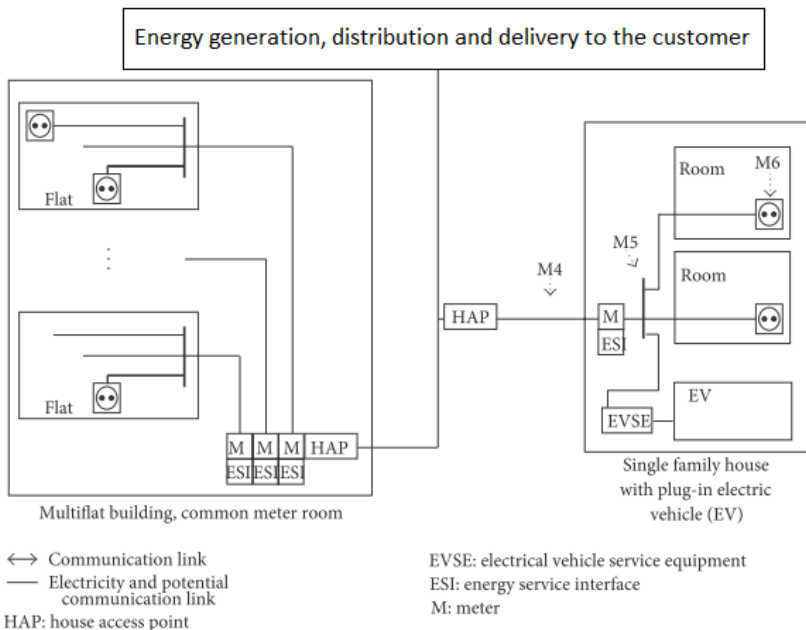 Energy generation, distribution and delivery to the customer
Flat
⋮
Flat
M M M HAP
ESI ESI ESI
Multiflat building, common meter room
HAP
M4
M5
M6
Room
Room
M
ESI
EVSE
EV
Single family house
with plug-in electric
vehicle (EV)
↔ Communication link
— Electricity and potential
communication link
HAP: house access point
EVSE: electrical vehicle service equipment
ESI: energy service interface
M: meter